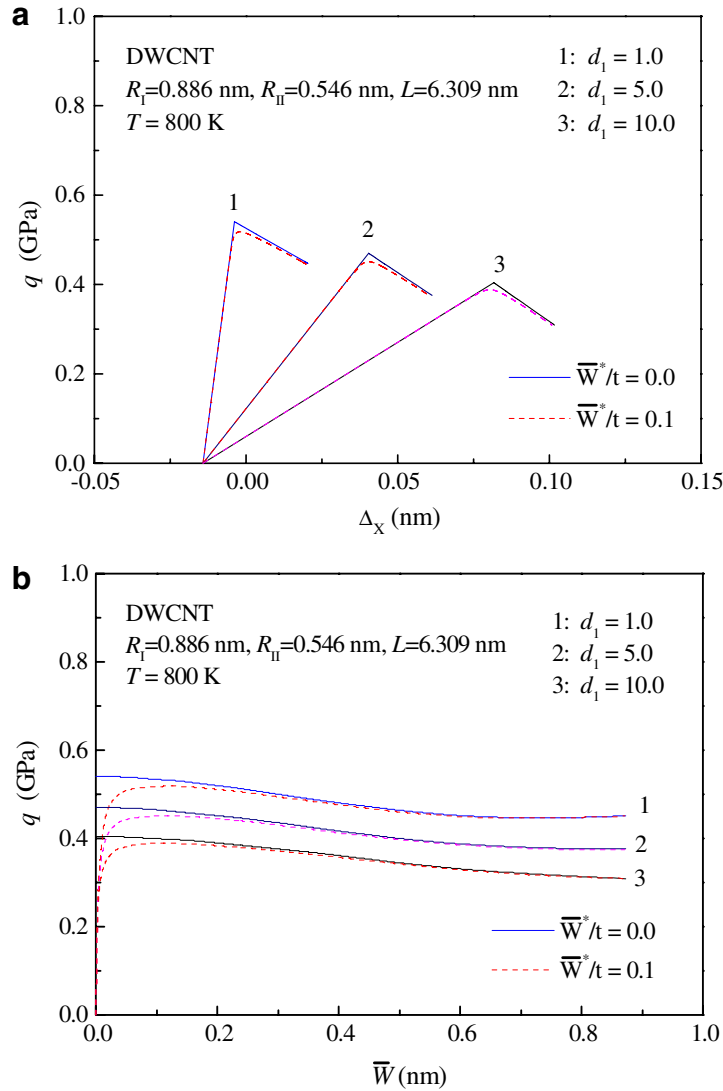 a
1.0
0.8
0.6
0.4
0.2
0.0
q (GPa)
DWCNT
R_I=0.886 nm, R_II=0.546 nm, L=6.309 nm
T = 800 K
1: d_1 = 1.0
2: d_1 = 5.0
3: d_1 = 10.0
1
2
3
W̅*/t = 0.0
W̅*/t = 0.1
-0.05 0.00 0.05 0.10 0.15
Δ_X (nm)
b
1.0
0.8
0.6
0.4
0.2
0.0
q (GPa)
DWCNT
R_I=0.886 nm, R_II=0.546 nm, L=6.309 nm
T = 800 K
1: d_1 = 1.0
2: d_1 = 5.0
3: d_1 = 10.0
1
2
3
W̅*/t = 0.0
W̅*/t = 0.1
0.0 0.2 0.4 0.6 0.8 1.0
W̅ (nm)